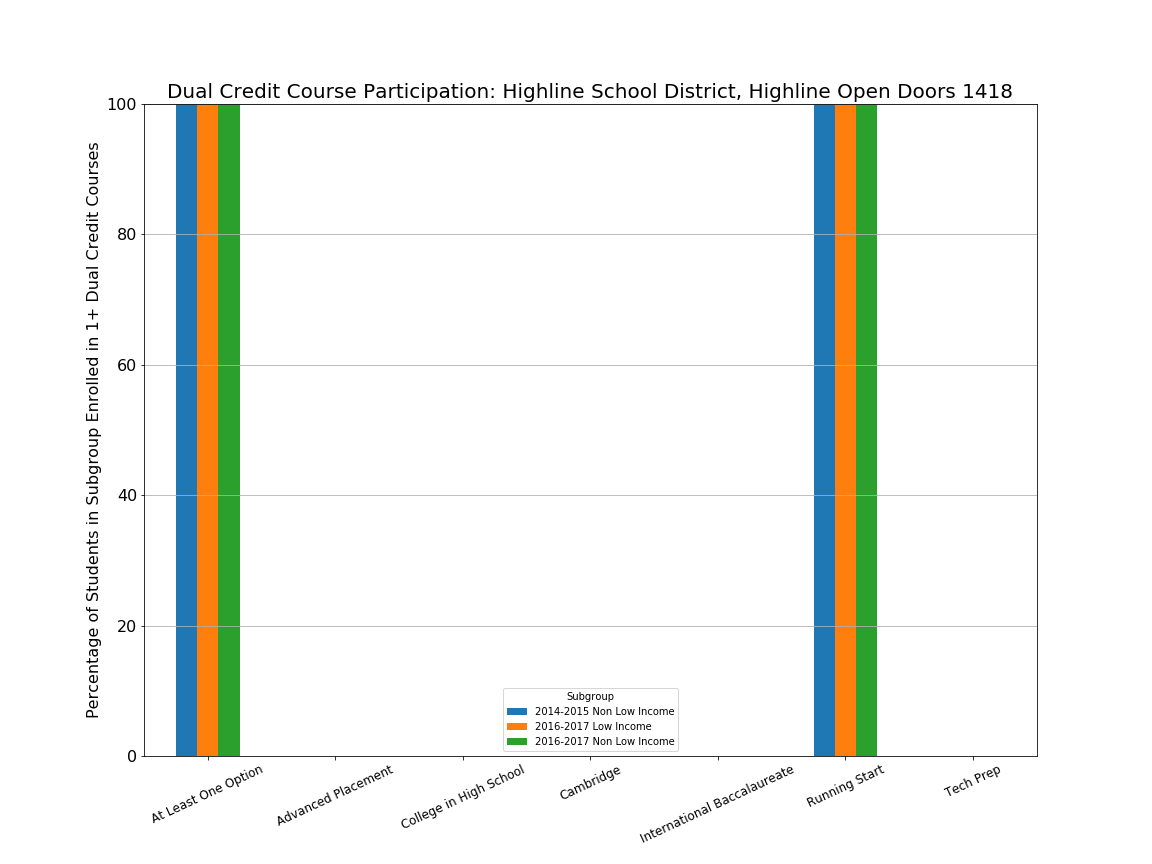 Dual Credit Course Participation: Highline School District, Highline Open Doors 1418
Percentage of Students in Subgroup Enrolled in 1+ Dual Credit Courses
100
80
60
40
20
0
Subgroup
2014-2015 Non Low Income
2016-2017 Low Income
2016-2017 Non Low Income
At Least One Option
Advanced Placement
College in High School
Cambridge
International Baccalaureate
Running Start
Tech Prep